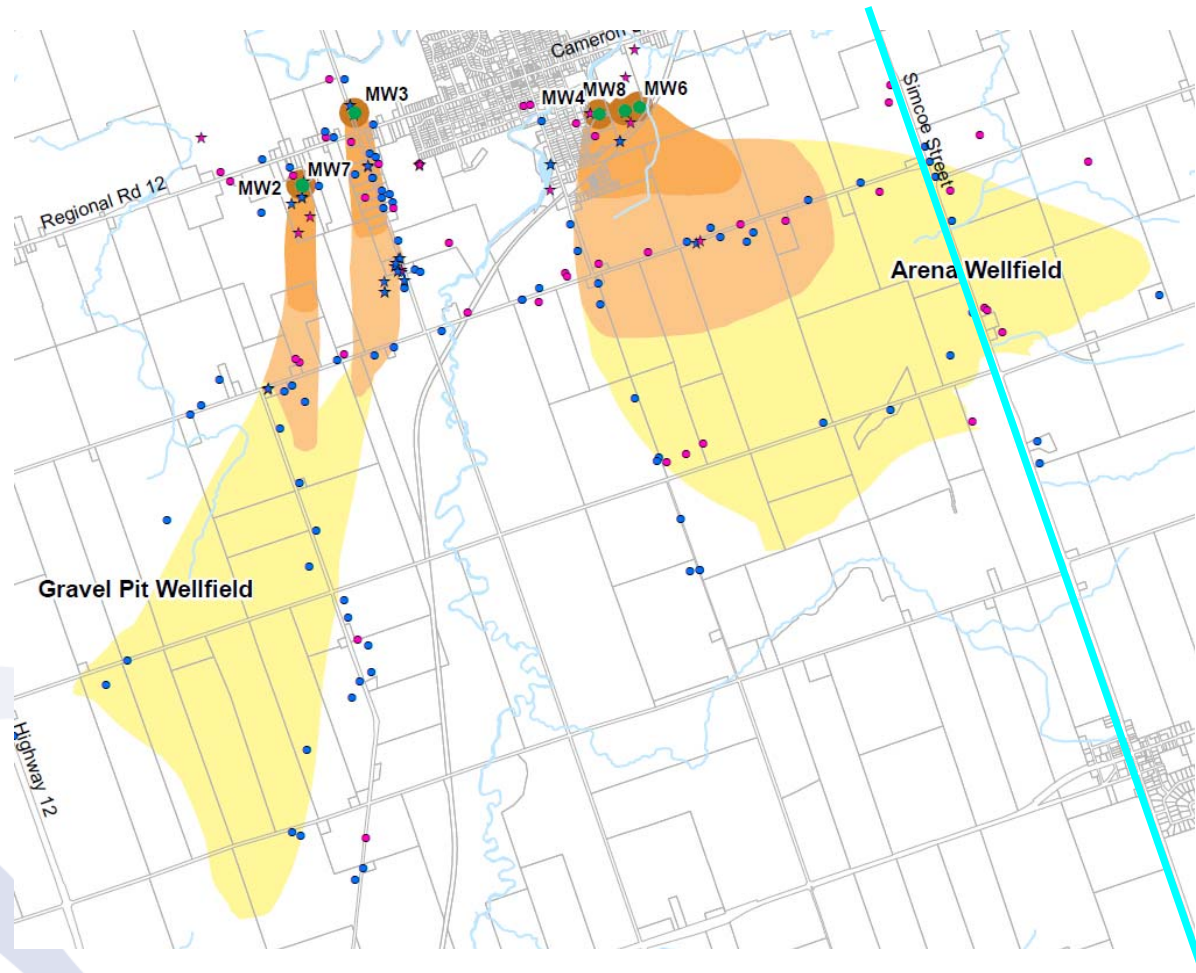 Cameron
Simcoe Street
MW3
MW4
MW8
MW6
MW7
MW2
Regional Rd 12
Arena Wellfield
Gravel Pit Wellfield
Highway 12